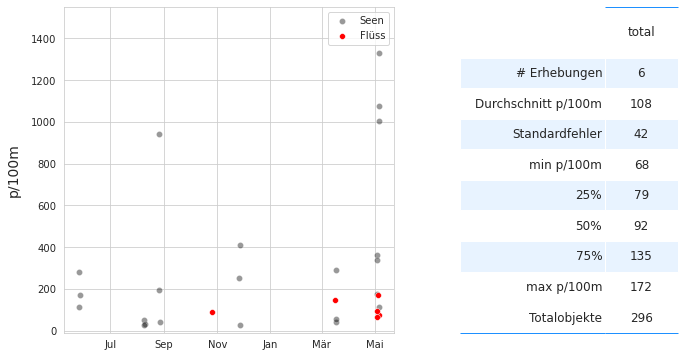 Seen
Flüss
p/100m
1400
1200
1000
800
600
400
200
0
Jul Sep Nov Jan Mär Mai
total
# Erhebungen 6
Durchschnitt p/100m 108
Standardfehler 42
min p/100m 68
25% 79
50% 92
75% 135
max p/100m 172
Totalobjekte 296